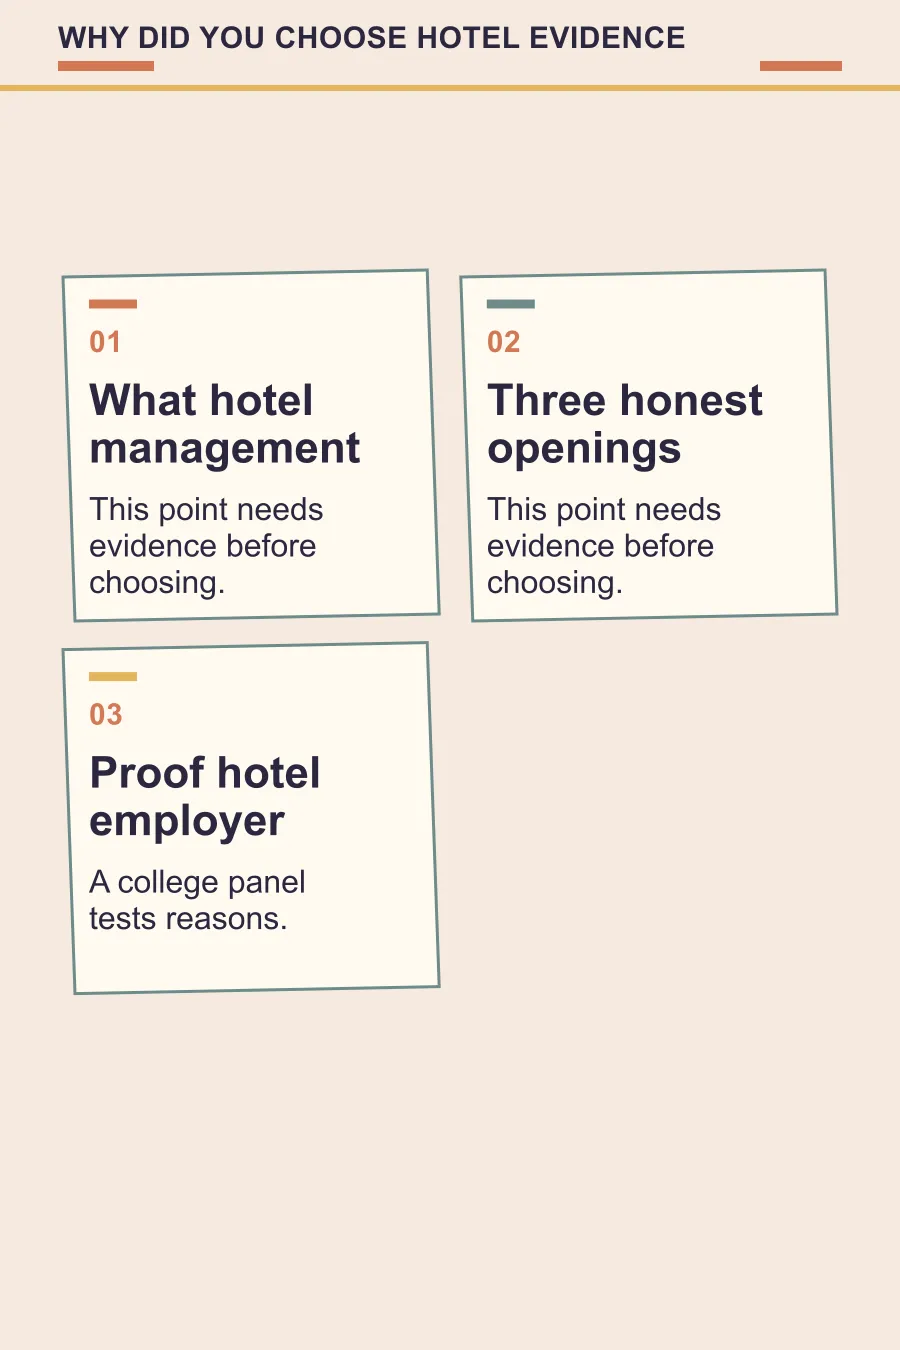 WHY DID YOU CHOOSE HOTEL EVIDENCE
01
What hotel
management
This point needs
evidence before
choosing.
02
Three honest
openings
This point needs
evidence before
choosing.
03
Proof hotel
employer
A college panel
tests reasons.